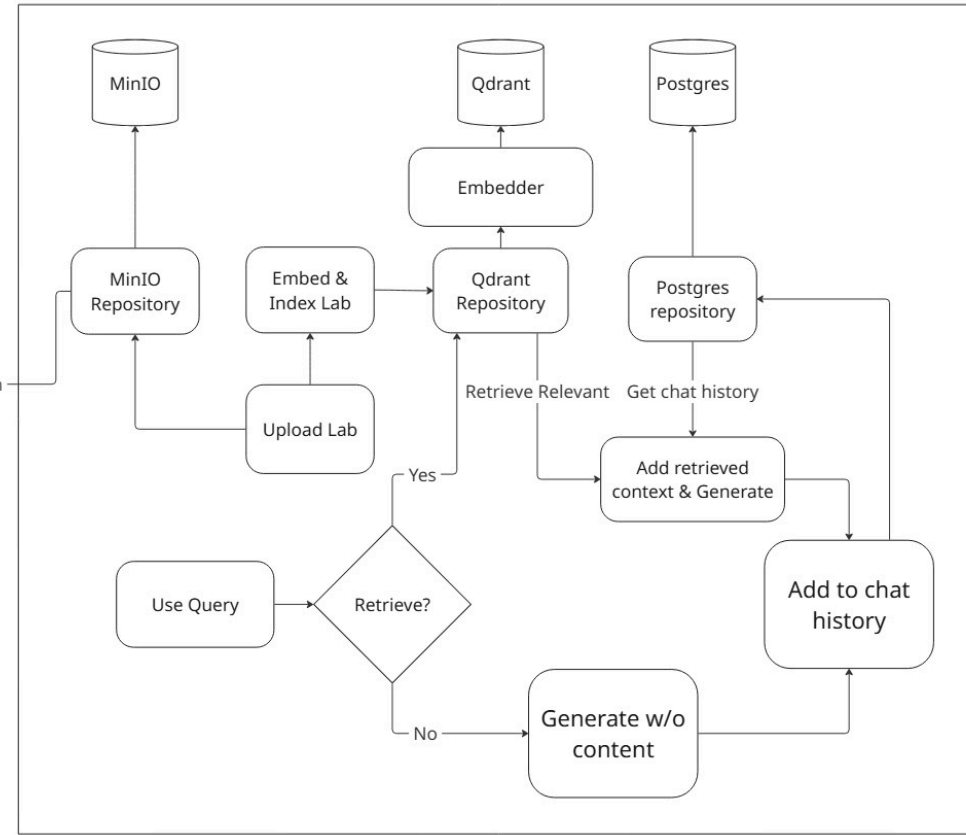 MinIO
Qdrant
Postgres
Embedder
MinIO
Repository
Embed &
Index Lab
Qdrant
Repository
Postgres
repository
Retrieve Relevant
Get chat history
Upload Lab
Yes
Add retrieved
context & Generate
Use Query
Retrieve?
Add to chat
history
No
Generate w/o
content